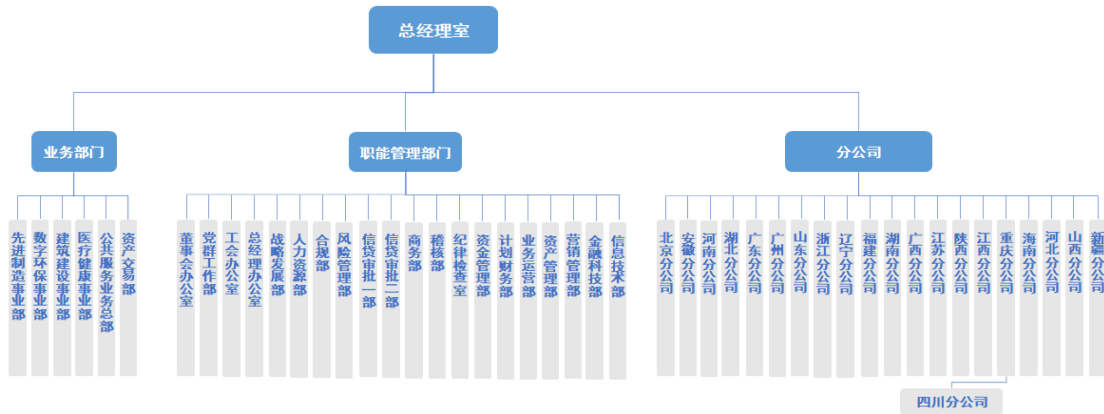 总经理室
业务部门
职能管理部门
分公司
先进制造事业部
数字环保事业部
建筑建设事业部
医疗健康事业部
公共服务业务总部
资产交易部
董事会办公室
党群工作部
工会办公室
总经理办公室
战略发展部
人力资源部
合规部
风险管理部
信贷审批一部
信贷审批二部
商务部
稽核部
纪律检查室
资金管理部
计划财务部
业务运营部
资产管理部
营销管理部
金融科技部
信息技术部
北京分公司
安徽分公司
河南分公司
湖北分公司
广东分公司
广州分公司
山东分公司
浙江分公司
辽宁分公司
福建分公司
湖南分公司
广西分公司
江苏分公司
陕西分公司
江西分公司
重庆分公司
海南分公司
河北分公司
山西分公司
新疆分公司
四川分公司